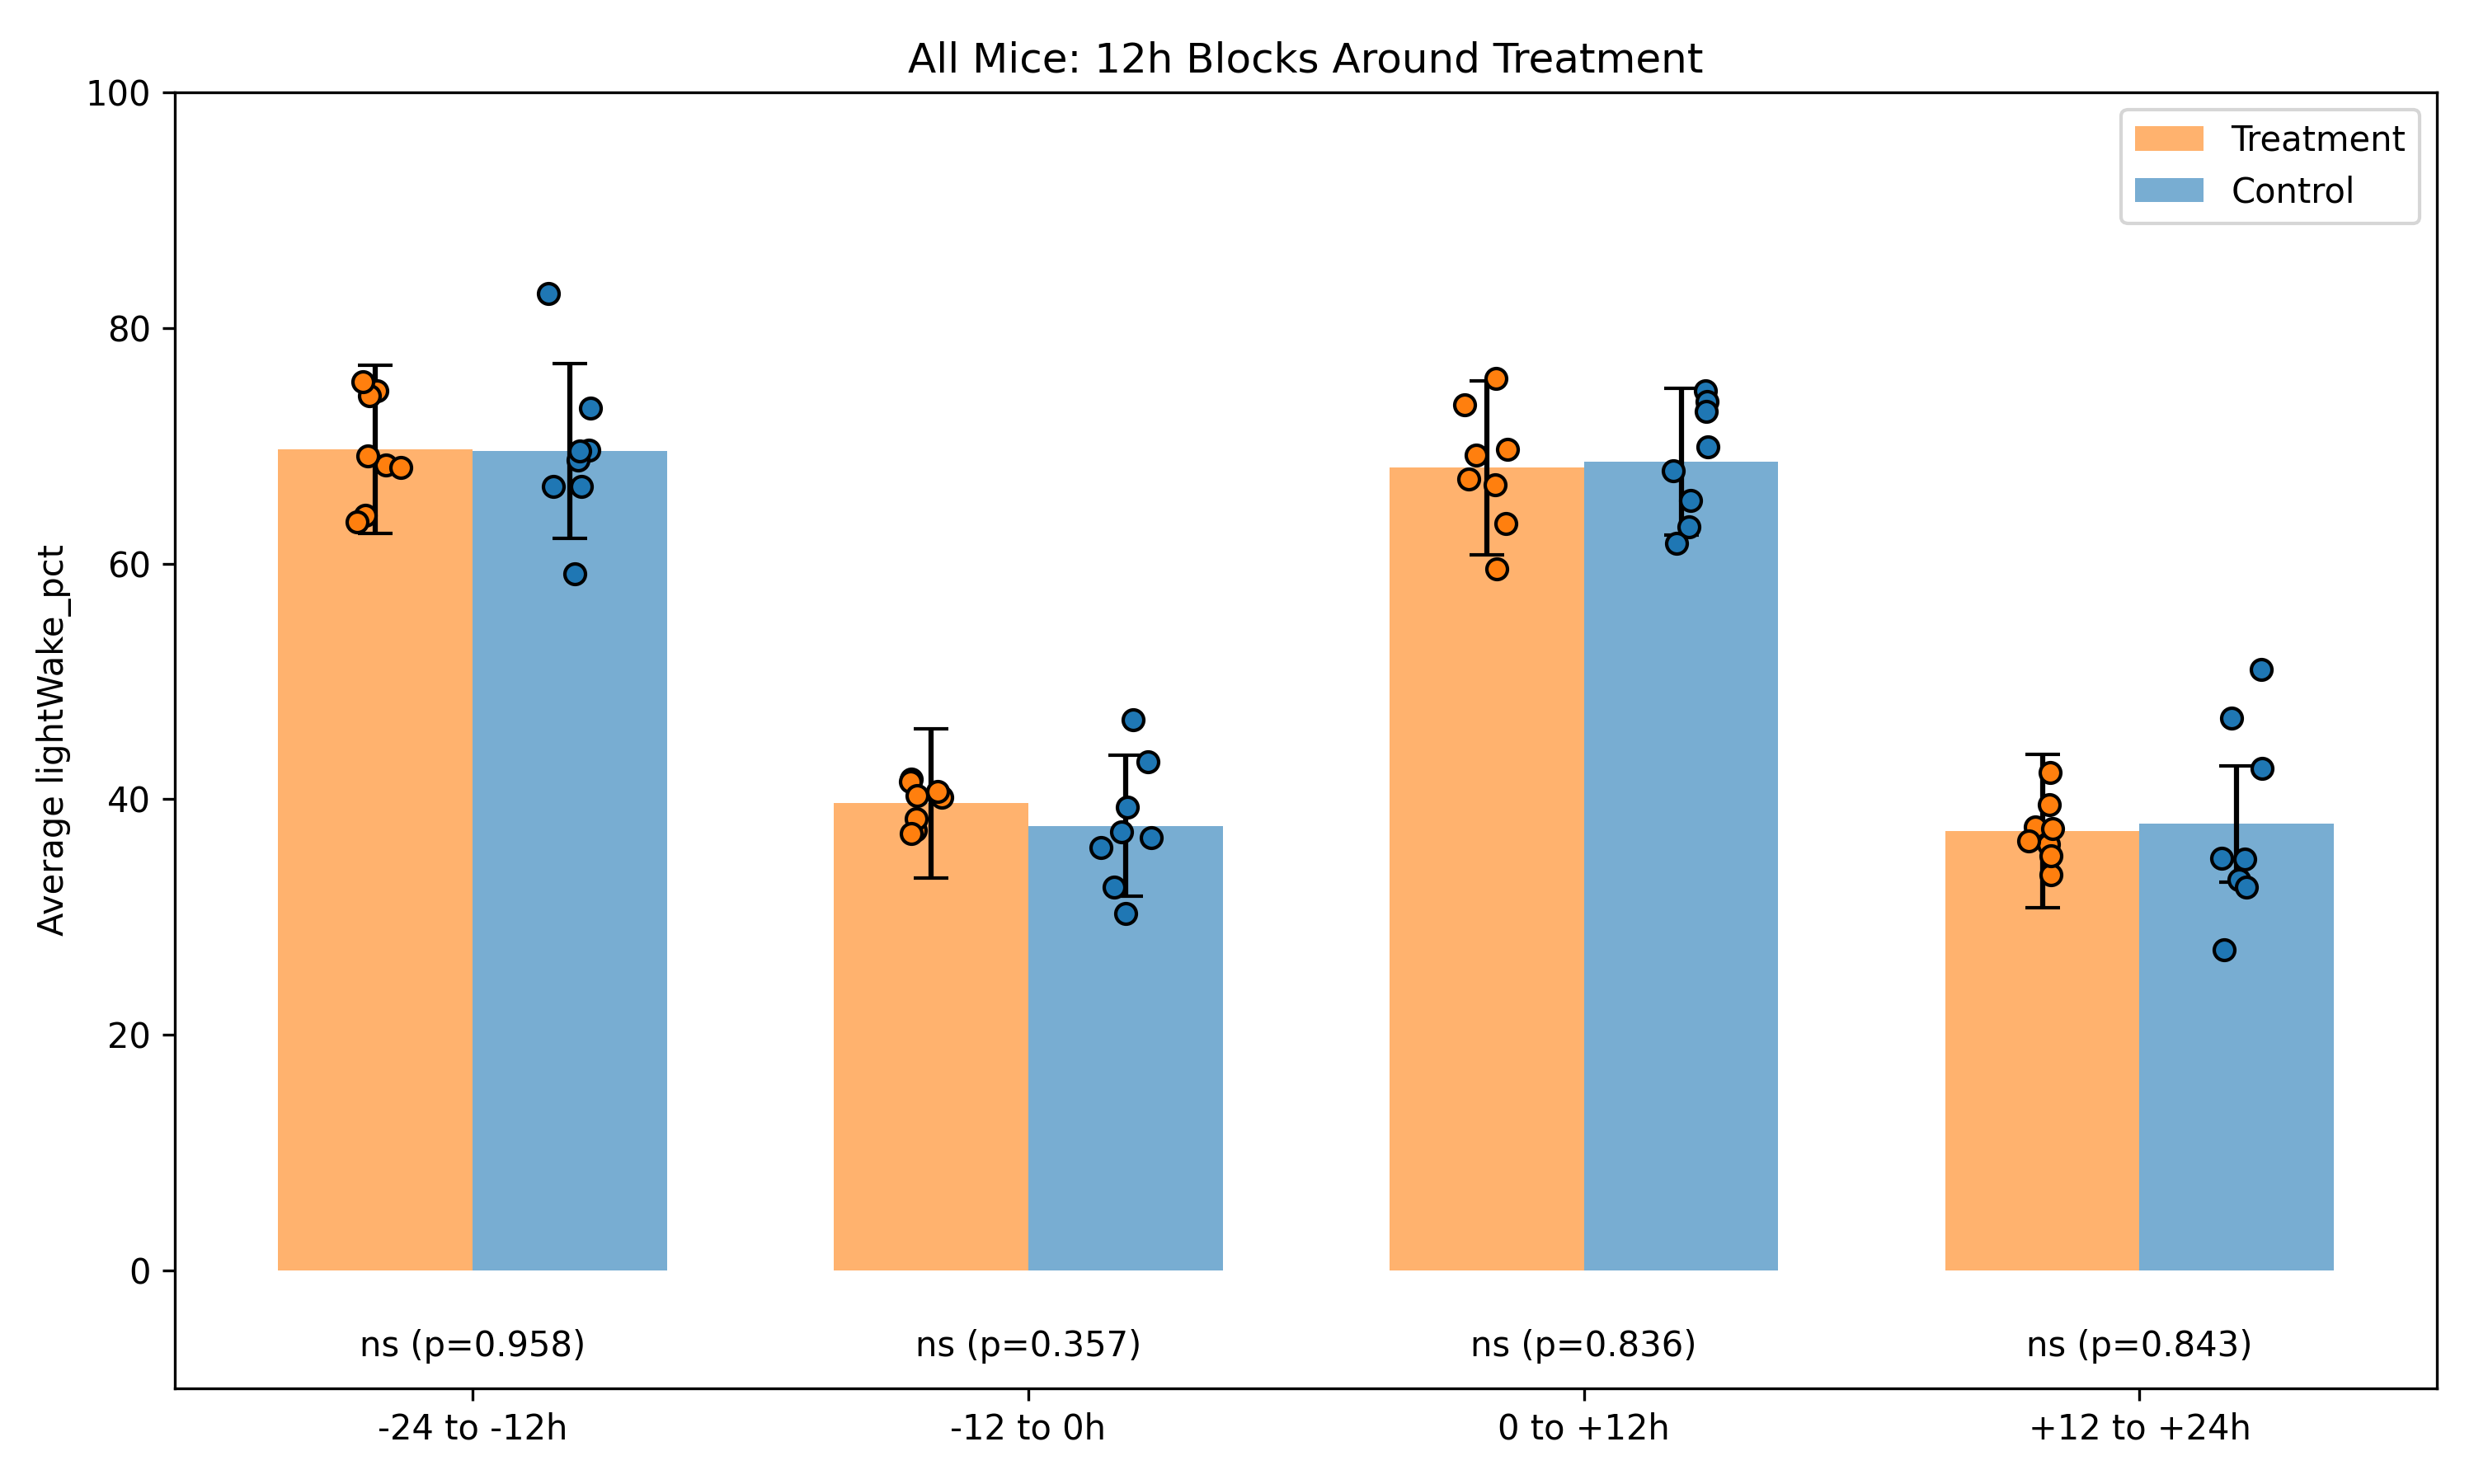 All Mice: 12h Blocks Around Treatment
100
80
60
40
20
0
Average lightWake_pct
Treatment
Control
ns (p=0.958)
ns (p=0.357)
ns (p=0.836)
ns (p=0.843)
-24 to -12h
-12 to 0h
0 to +12h
+12 to +24h